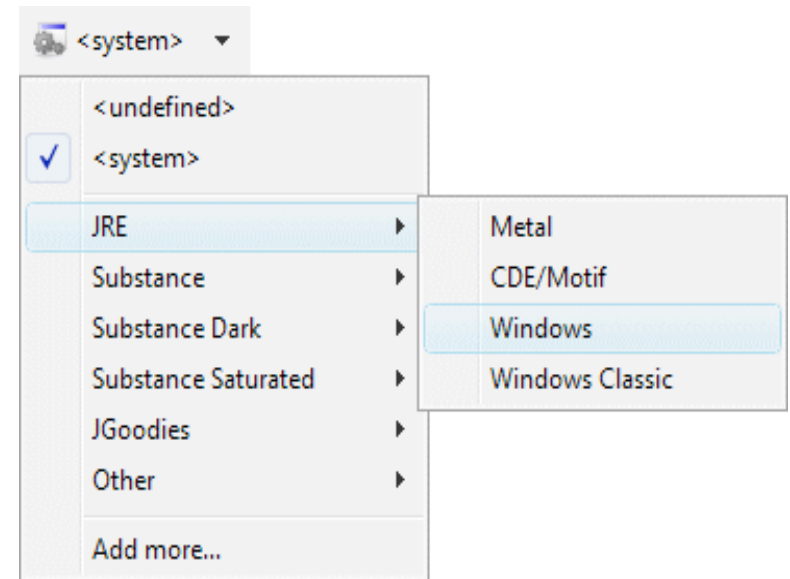 <system>
<undefined>
<system>
JRE
Substance
Substance Dark
Substance Saturated
JGoodies
Other
Add more...
Metal
CDE/Motif
Windows
Windows Classic